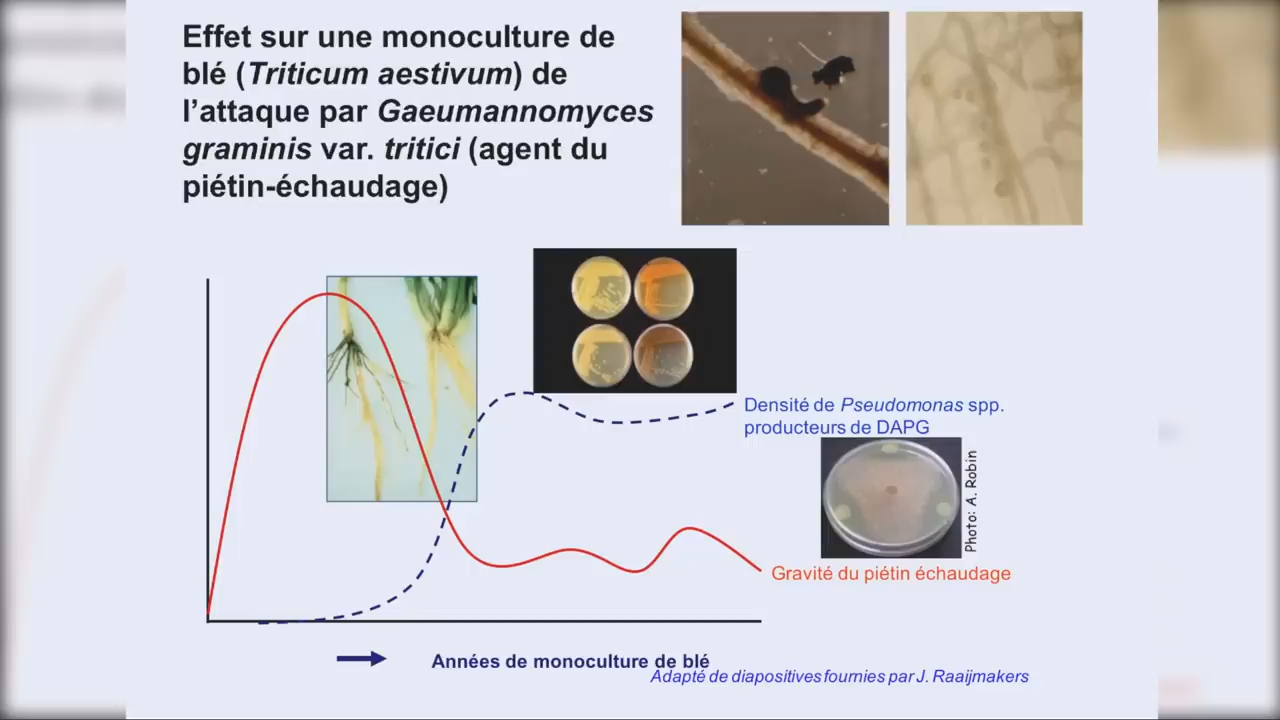 Effet sur une monoculture de
blé (Triticum aestivum) de
l’attaque par Gaeumannomyces
graminis var. tritici (agent du
piétin-échaudage)
Densité de Pseudomonas spp.
producteurs de DAPG
Photo: A. Robin
Gravité du piétin échaudage
Années de monoculture de blé
Adapté de diapositives fournies par J. Raaijmakers